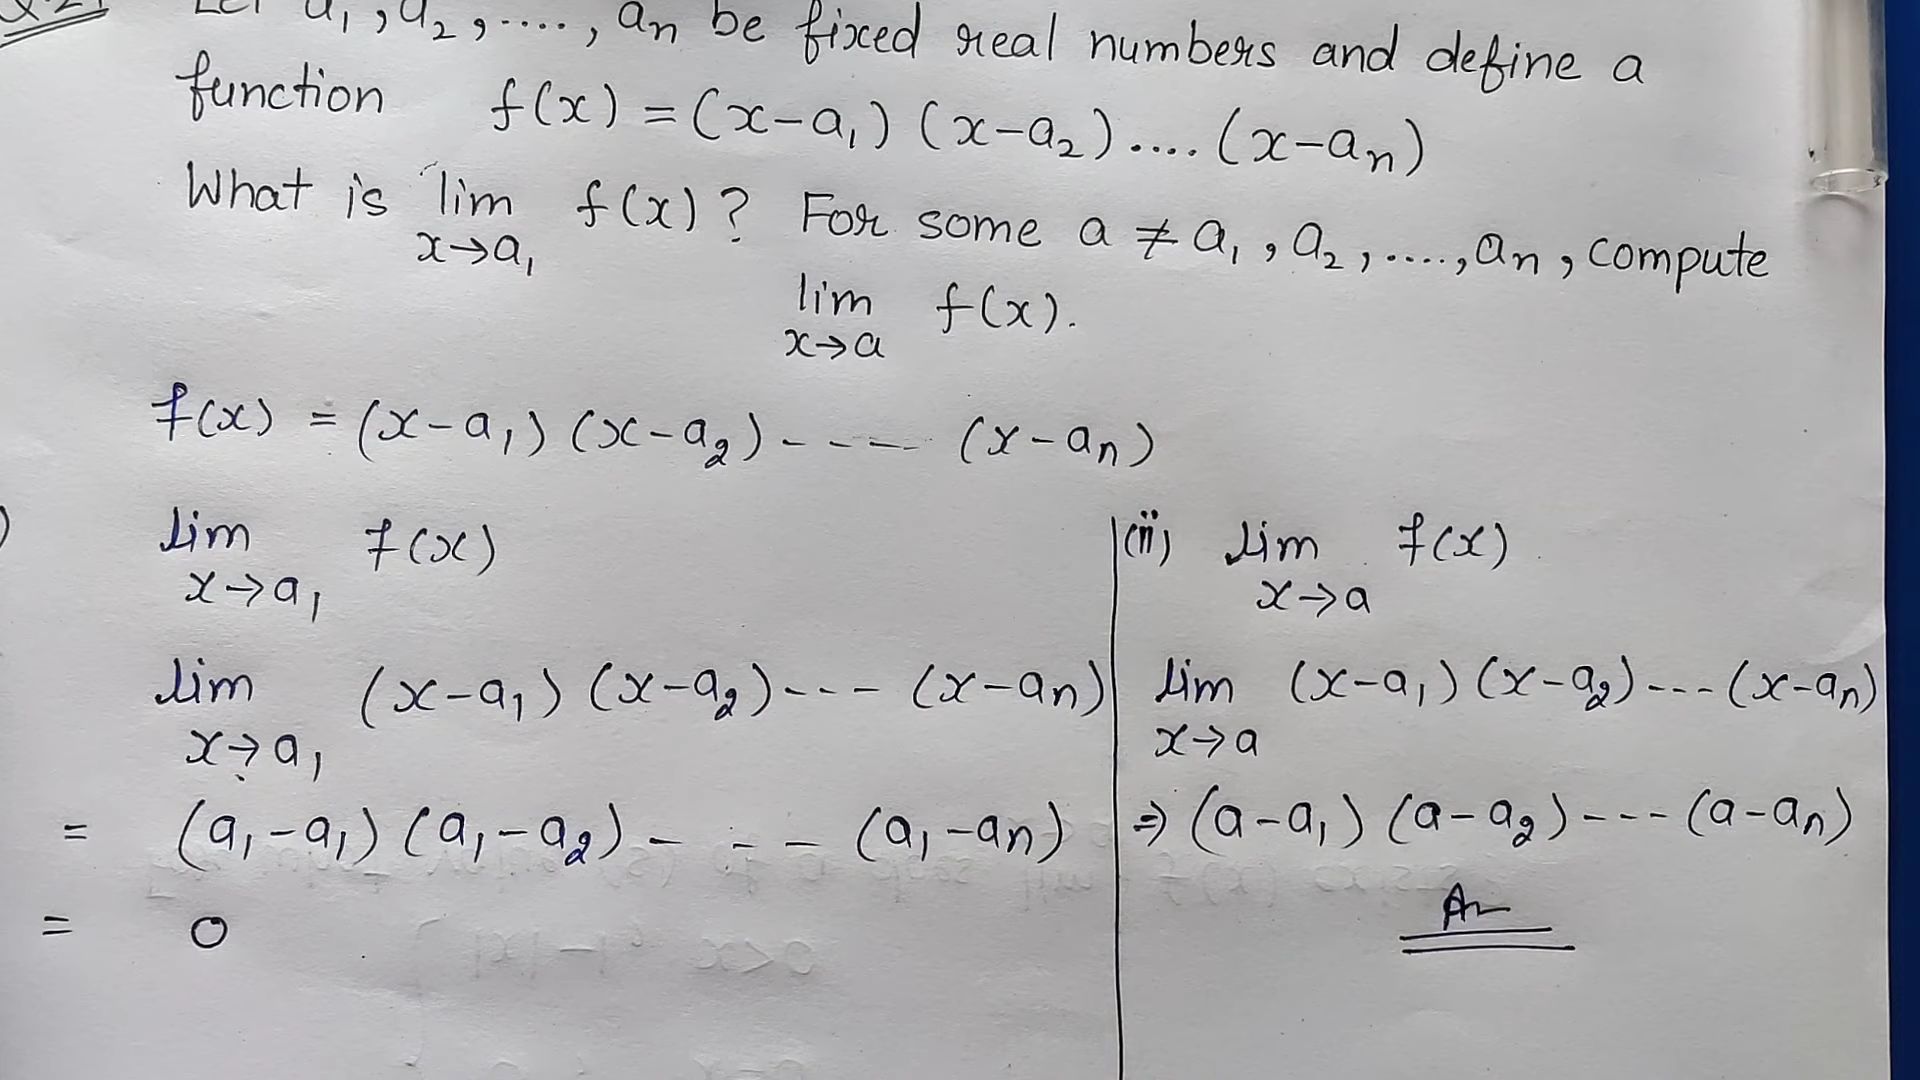 Let a₁, a₂, ...., aₙ be fixed real numbers and define a
function f(x) = (x-a₁) (x-a₂) .... (x-aₙ)
What is lim f(x)? For some a ≠ a₁, a₂, ...., aₙ, compute
x→a₁
lim f(x).
x→a
f(x) = (x-a₁) (x-a₂) - - - - (x-aₙ)
lim f(x)
x→a₁
lim (x-a₁) (x-a₂) - - - (x-aₙ)
x→a₁
= (a₁-a₁) (a₁-a₂) - - - (a₁-aₙ)
= 0
(ii) lim f(x)
x→a
lim (x-a₁) (x-a₂) - - - (x-aₙ)
x→a
⇒ (a-a₁) (a-a₂) - - - (a-aₙ)